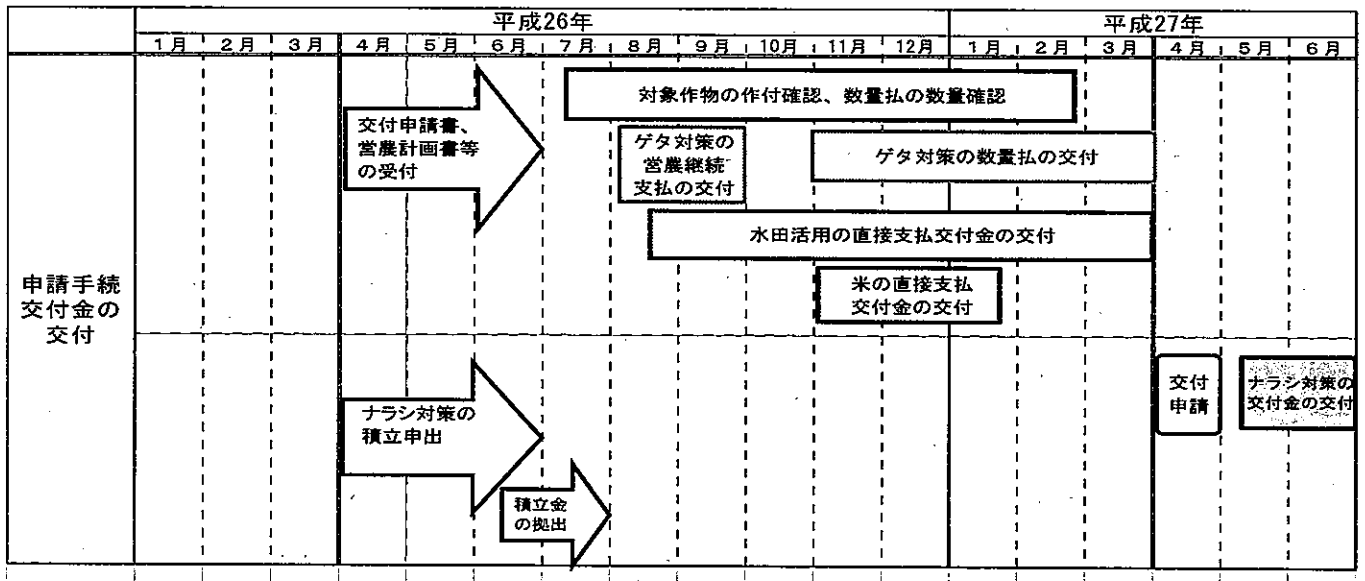 平成26年
平成27年
1月 2月 3月 4月 5月 6月 7月 8月 9月 10月 11月 12月 1月 2月 3月 4月 5月 6月
申請手続
交付金の
交付
交付申請書、
営農計画書等
の受付
対象作物の作付確認、数量払の数量確認
ゲタ対策の
営農継続
支払の交付
ゲタ対策の数量払の交付
水田活用の直接支払交付金の交付
米の直接支払
交付金の交付
ナラシ対策の
積立申出
積立金
の拠出
交付
申請
ナラシ対策の
交付金の交付